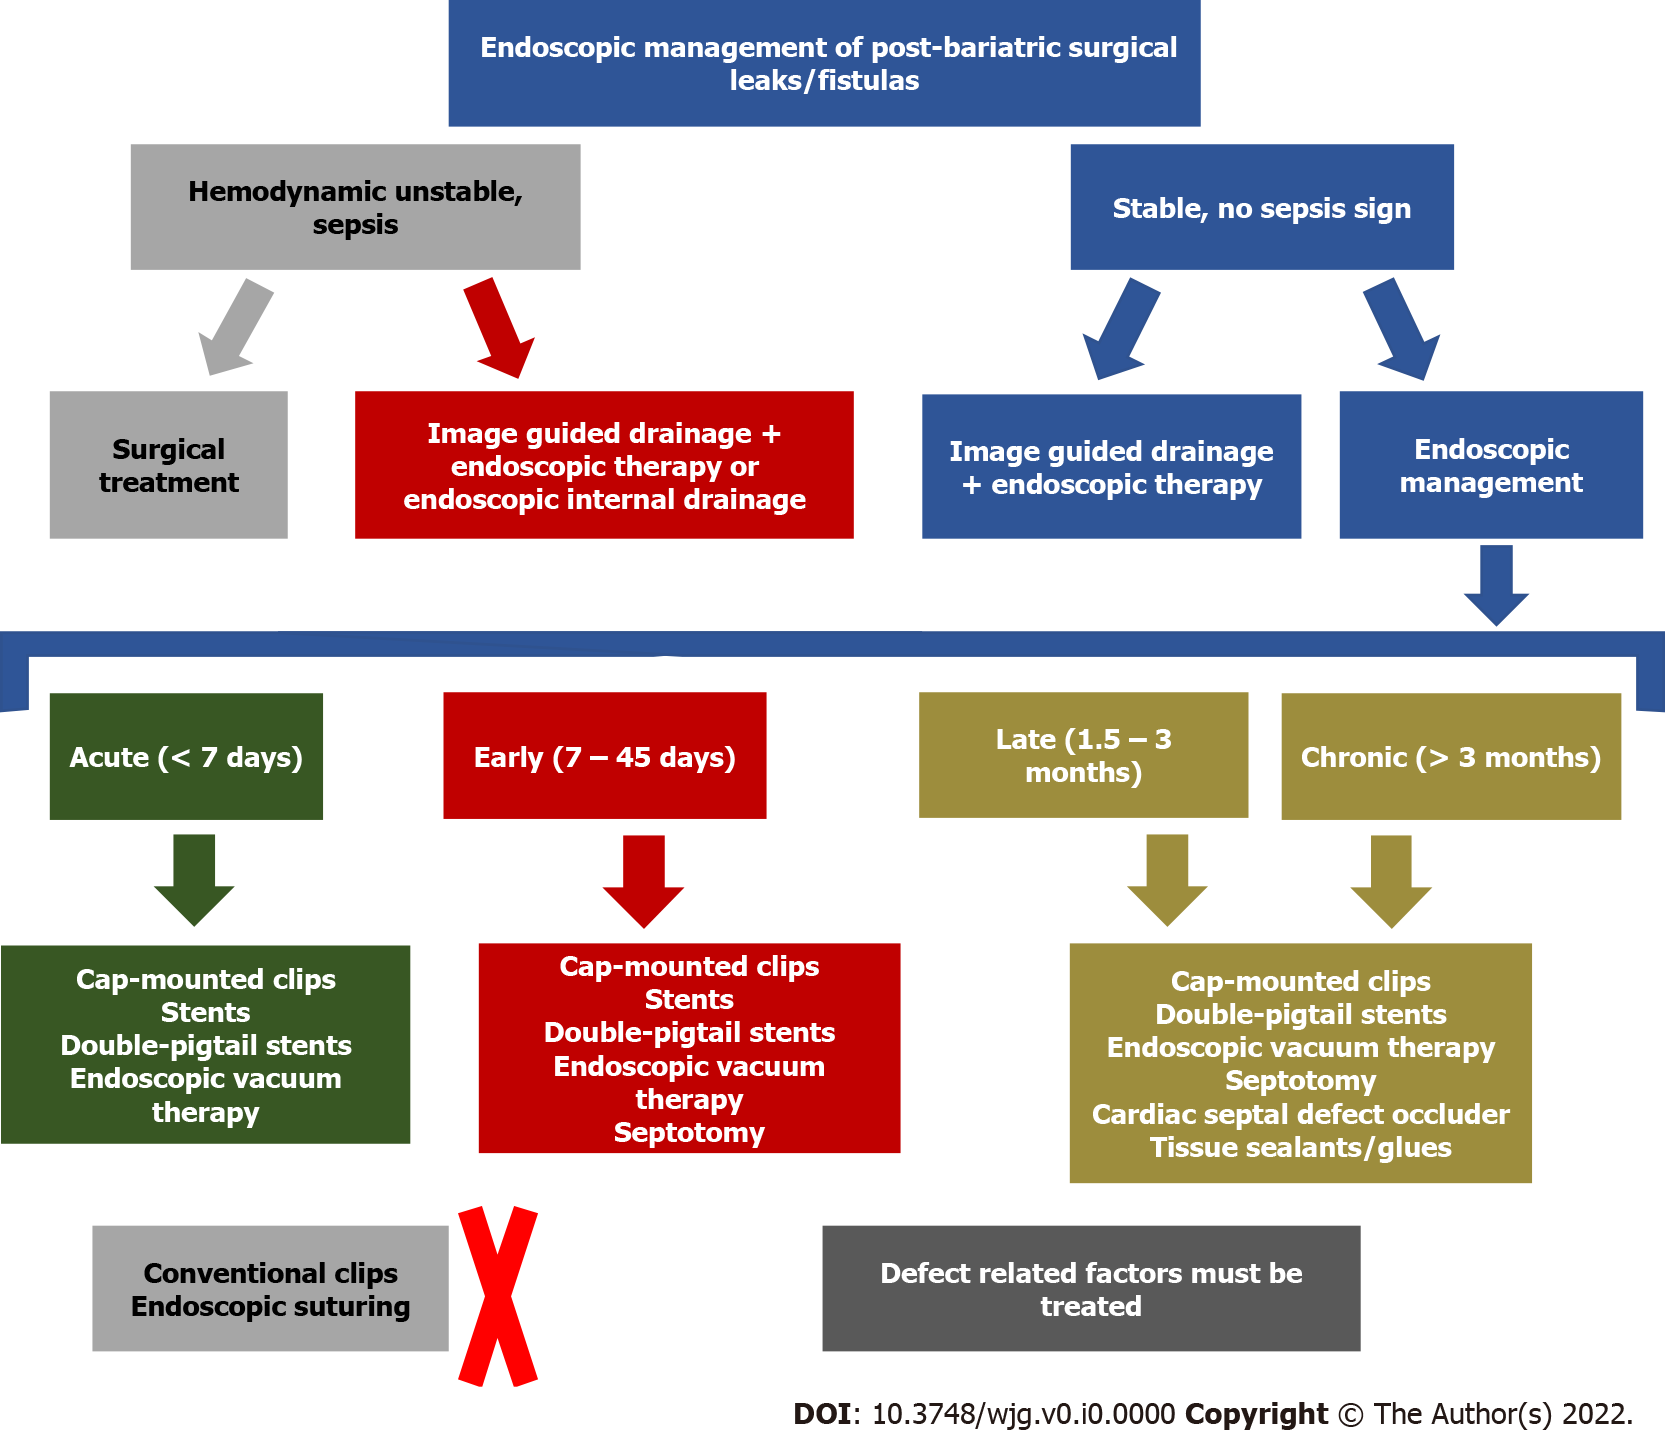 Endoscopic management of post-bariatric surgical
leaks/fistulas
Hemodynamic unstable,
sepsis
Stable, no sepsis sign
Surgical
treatment
Image guided drainage +
endoscopic therapy or
endoscopic internal drainage
Image guided drainage
+ endoscopic therapy
Endoscopic
management
Acute (< 7 days)
Early (7 – 45 days)
Late (1.5 – 3
months)
Chronic (> 3 months)
Cap-mounted clips
Stents
Double-pigtail stents
Endoscopic vacuum
therapy
Cap-mounted clips
Stents
Double-pigtail stents
Endoscopic vacuum
therapy
Septotomy
Cap-mounted clips
Double-pigtail stents
Endoscopic vacuum therapy
Septotomy
Cardiac septal defect occluder
Tissue sealants/glues
Conventional clips
Endoscopic suturing
Defect related factors must be
treated
DOI: 10.3748/wjg.v0.i0.0000 Copyright © The Author(s) 2022.